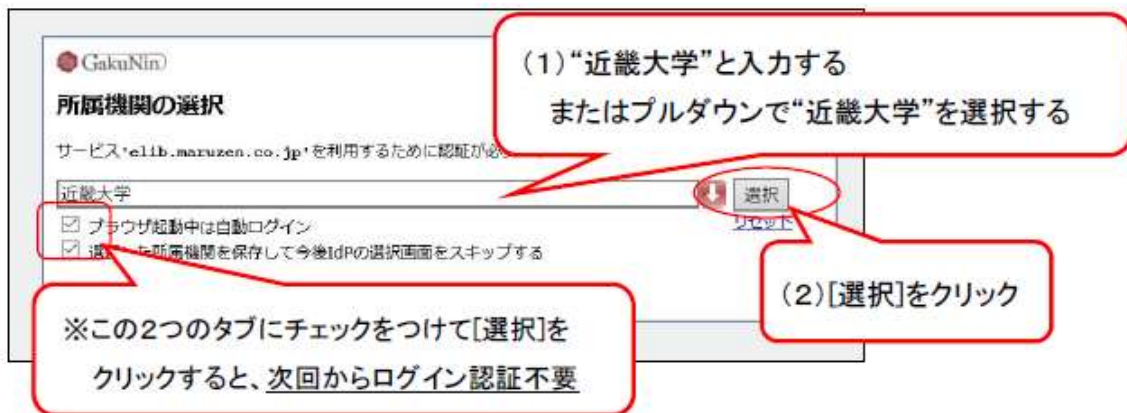 GakuNin
所属機関の選択
サービス'elib.maruzen.co.jp'を利用するために認証が必
近畿大学
選択
リセット
ブラウザ起動中は自動ログイン
選択した所属機関を保存して今後IdPの選択画面をスキップする
(1)“近畿大学”と入力する
またはプルダウンで“近畿大学”を選択する
(2)[選択]をクリック
※この2つのタブにチェックをつけて[選択]を
クリックすると、次回からログイン認証不要